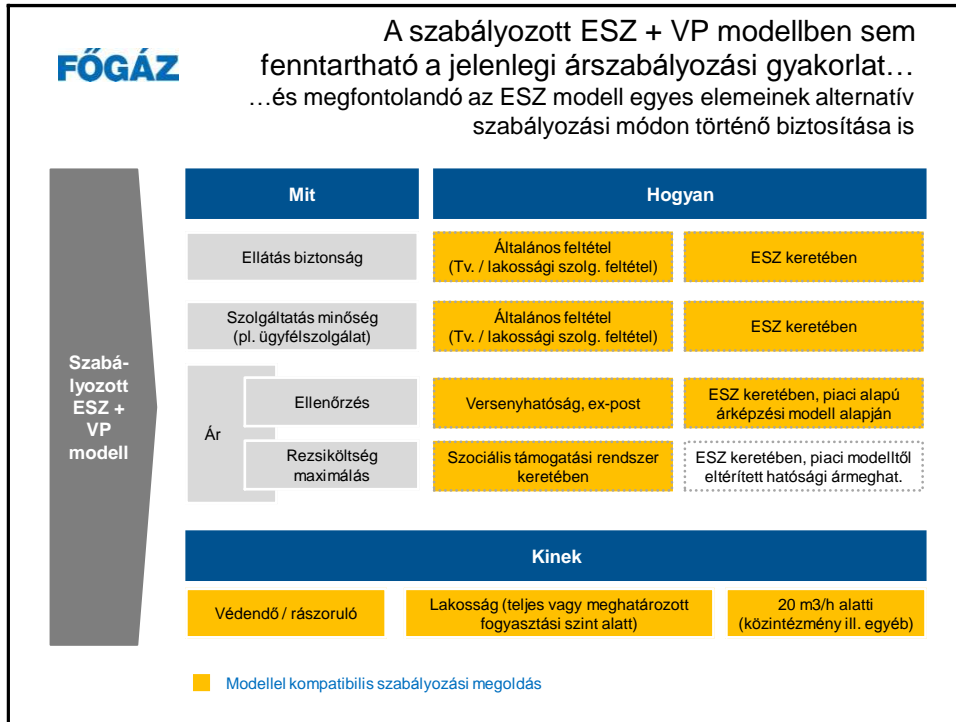 FŐGÁZ
A szabályozott ESZ + VP modellben sem
fenntartható a jelenlegi árszabályozási gyakorlat…
…és megfontolandó az ESZ modell egyes elemeinek alternatív
szabályozási módon történő biztosítása is
Szabá-
lyozott
ESZ +
VP
modell
Mit
Hogyan
Ellátás biztonság
Általános feltétel
(Tv. / lakossági szolg. feltétel)
ESZ keretében
Szolgáltatás minőség
(pl. ügyfélszolgálat)
Általános feltétel
(Tv. / lakossági szolg. feltétel)
ESZ keretében
Ár
Ellenőrzés
Versenyhatóság, ex-post
ESZ keretében, piaci alapú
árképzési modell alapján
Rezsiköltség
maximálás
Szociális támogatási rendszer
keretében
ESZ keretében, piaci modelltől
eltérített hatósági ármeghat.
Kinek
Védendő / rászoruló
Lakosság (teljes vagy meghatározott
fogyasztási szint alatt)
20 m3/h alatti
(közintézmény ill. egyéb)
Modellel kompatibilis szabályozási megoldás